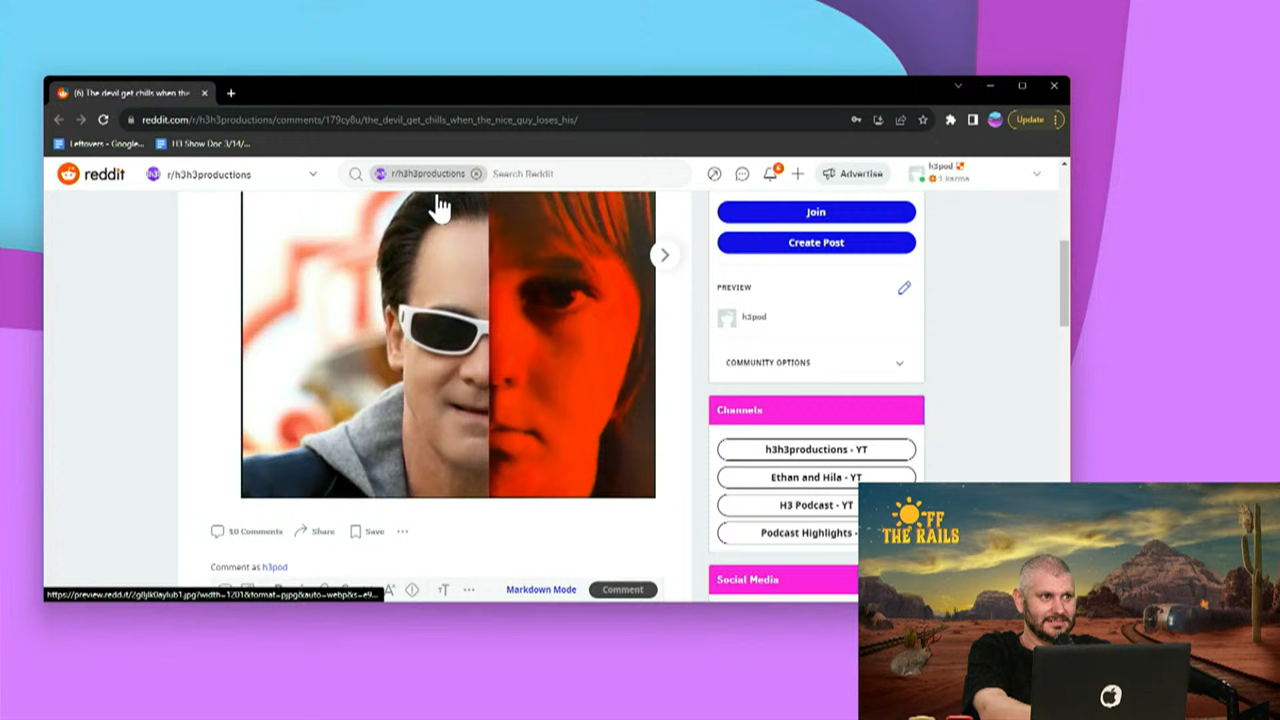 (6) The devil get chills when the
reddit.com/r/h3h3productions/comments/179cy8u/the_devil_get_chills_when_the_nice_guy_loses_his/
Update
Leftovers - Google...
H3 Show Doc 3/14/...
reddit
r/h3h3productions
r/h3h3productions
Search Reddit
6
Advertise
h3pod
1 karma
Join
Create Post
PREVIEW
h3pod
COMMUNITY OPTIONS
Channels
h3h3productions - YT
Ethan and Hila - YT
H3 Podcast - YT
Podcast Highlights -
Social Media
10 Comments
Share
Save
Comment as h3pod
Markdown Mode
Comment
OFF
THE RAILS